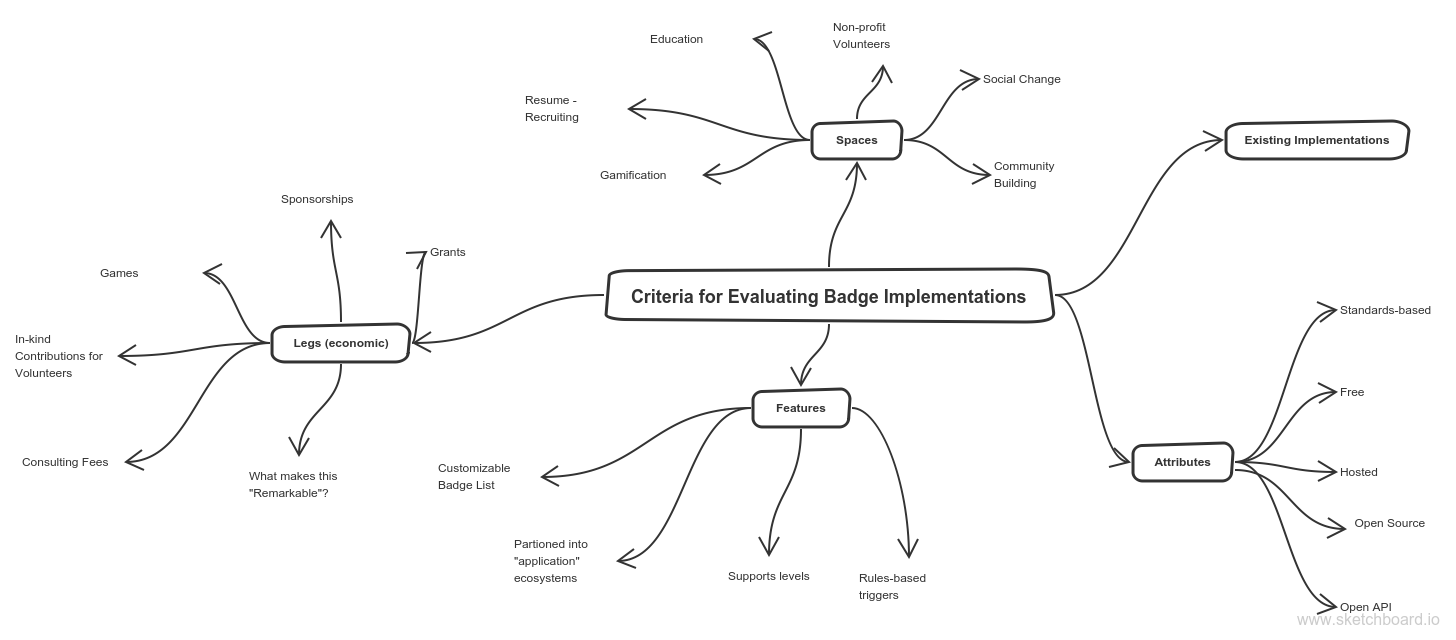 Non-profit
Volunteers
Education
Social Change
Resume -
Recruiting
Spaces
Existing Implementations
Gamification
Community
Building
Sponsorships
Grants
Games
Criteria for Evaluating Badge Implementations
Standards-based
In-kind
Contributions for
Volunteers
Legs (economic)
Free
Features
Consulting Fees
What makes this
"Remarkable"?
Customizable
Badge List
Attributes
Hosted
Open Source
Partioned into
"application"
ecosystems
Supports levels
Rules-based
triggers
Open API
www.sketchboard.io